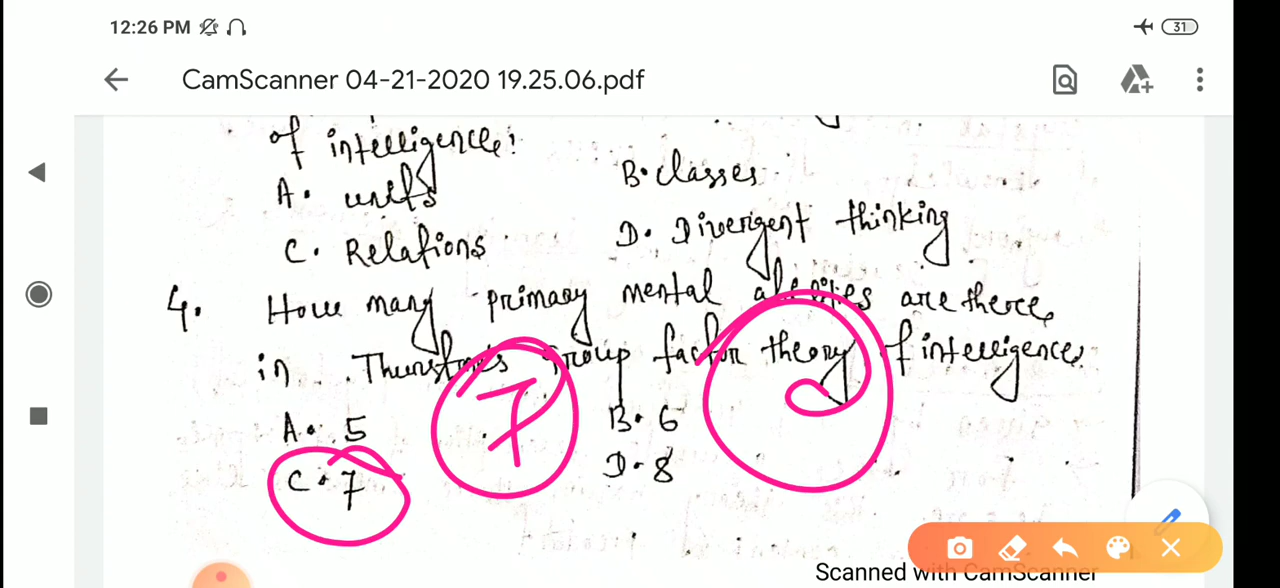 12:26 PM 31
CamScanner 04-21-2020 19.25.06.pdf
of intelligence?
A. units B. classes
C. Relations D. Divergent thinking
4. How many primary mental abilities are there
in Thurstone's Group factor theory of intelligence
7
A. 5 B. 6
C. 7 D. 8
Scanned with CamScanner